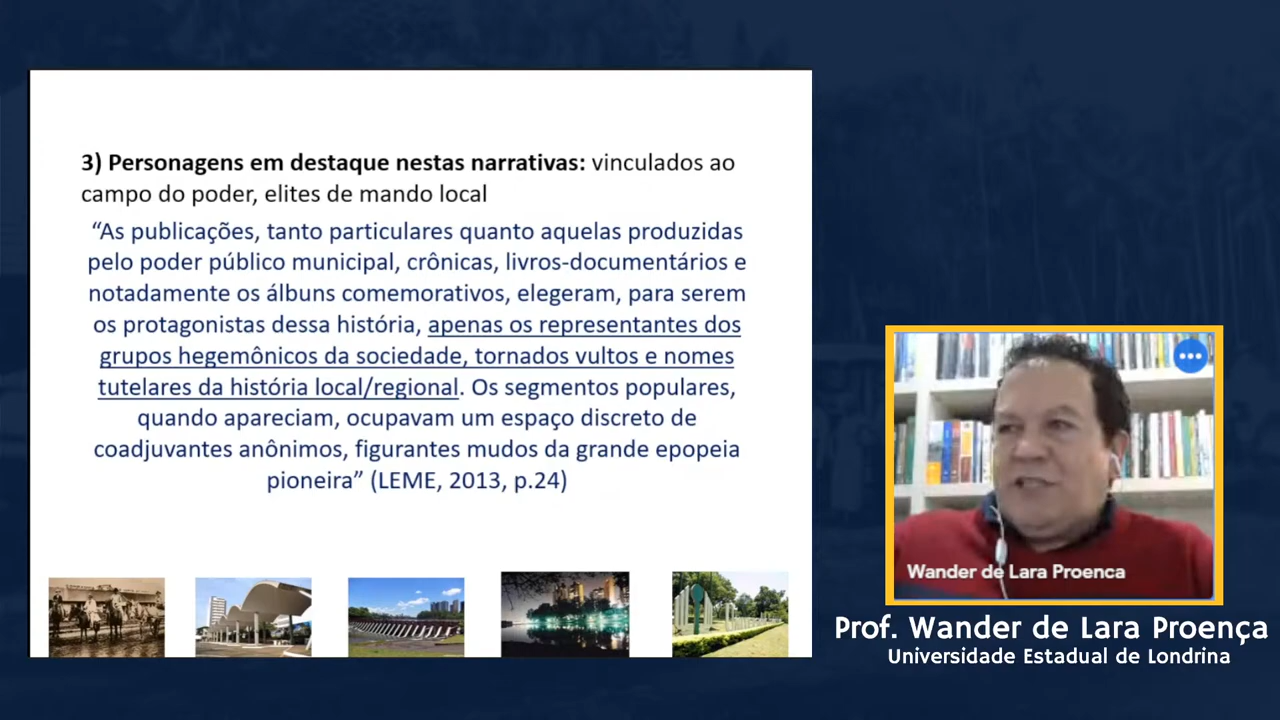 3) Personagens em destaque nestas narrativas: vinculados ao
campo do poder, elites de mando local
“As publicações, tanto particulares quanto aquelas produzidas
pelo poder público municipal, crônicas, livros-documentários e
notadamente os álbuns comemorativos, elegeram, para serem
os protagonistas dessa história, apenas os representantes dos
grupos hegemônicos da sociedade, tornados vultos e nomes
tutelares da história local/regional. Os segmentos populares,
quando apareciam, ocupavam um espaço discreto de
coadjuvantes anônimos, figurantes mudos da grande epopeia
pioneira” (LEME, 2013, p.24)
Wander de Lara Proenca
Prof. Wander de Lara Proença
Universidade Estadual de Londrina